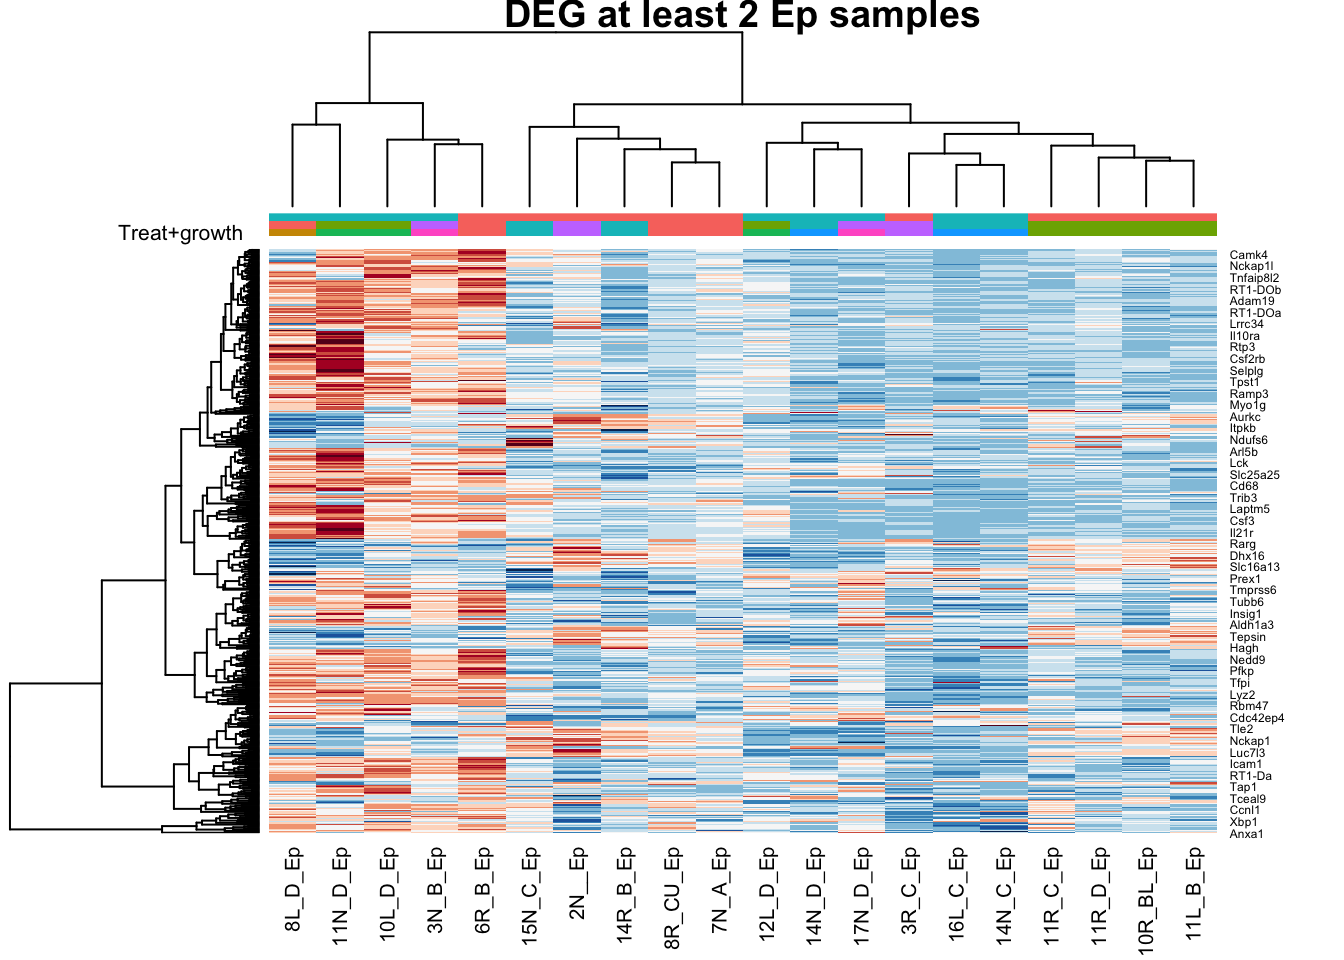 DEG at least 2 Ep samples
Treat+growth
Camk4
Nckap1l
Tnfaip8l2
RT1-DOb
Adam19
RT1-DOa
Lrrc34
Il10ra
Rtp3
Csf2rb
Selplg
Tpst1
Ramp3
Myo1g
Aurkc
Itpkb
Ndufs6
Arl5b
Lck
Slc25a25
Cd68
Trib3
Laptm5
Csf3
Il21r
Rarg
Dhx16
Slc16a13
Prex1
Tmprss6
Tubb6
Insig1
Aldh1a3
Tepsin
Hagh
Nedd9
Pfkp
Tfpi
Lyz2
Rbm47
Cdc42ep4
Tle2
Nckap1
Luc7l3
Icam1
RT1-Da
Tap1
Tceal9
Ccnl1
Xbp1
Anxa1
8L_D_Ep
11N_D_Ep
10L_D_Ep
3N_B_Ep
6R_B_Ep
15N_C_Ep
2N__Ep
14R_B_Ep
8R_CU_Ep
7N_A_Ep
12L_D_Ep
14N_D_Ep
17N_D_Ep
3R_C_Ep
16L_C_Ep
14N_C_Ep
11R_C_Ep
11R_D_Ep
10R_BL_Ep
11L_B_Ep